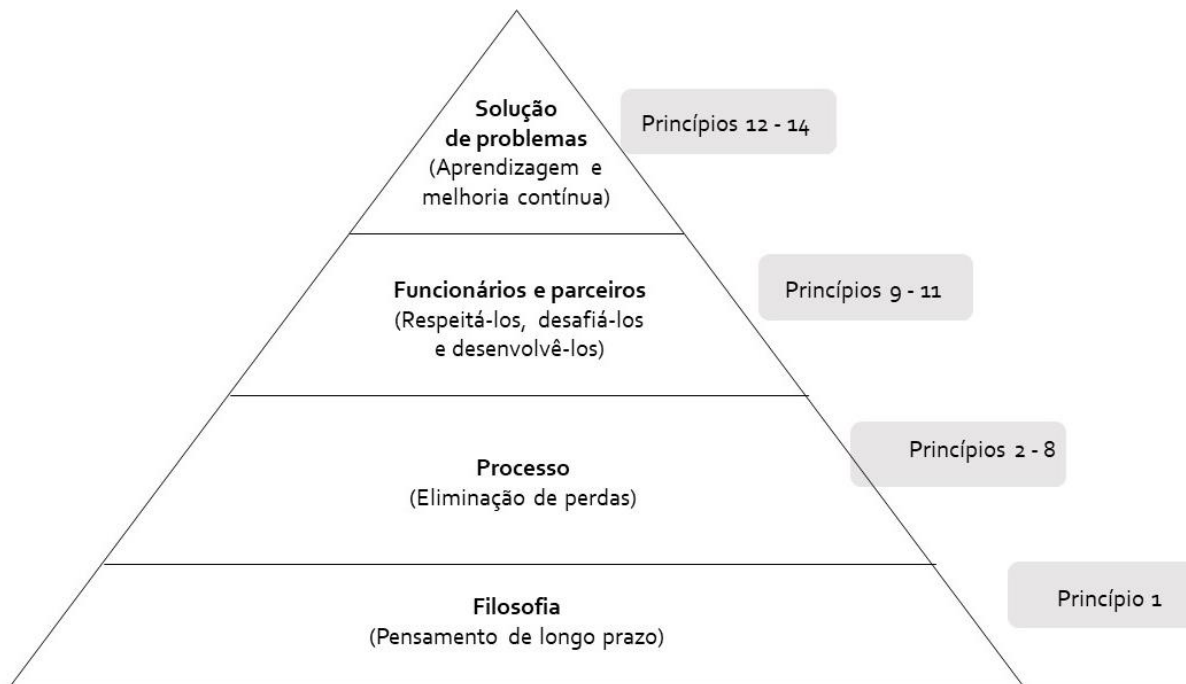 Solução
de problemas
(Aprendizagem e
melhoria contínua)
Princípios 12 - 14
Funcionários e parceiros
(Respeitá-los, desafiá-los
e desenvolvê-los)
Princípios 9 - 11
Processo
(Eliminação de perdas)
Princípios 2 - 8
Filosofia
(Pensamento de longo prazo)
Princípio 1